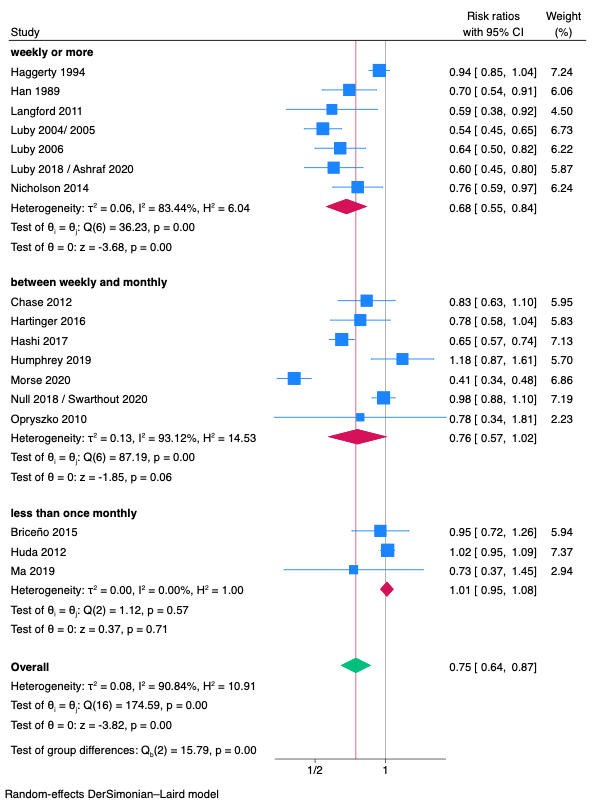 Risk ratios Weight
Study with 95% CI (%)
weekly or more
Haggerty 1994 0.94 [ 0.85, 1.04] 7.24
Han 1989 0.70 [ 0.54, 0.91] 6.06
Langford 2011 0.59 [ 0.38, 0.92] 4.50
Luby 2004/ 2005 0.54 [ 0.45, 0.65] 6.73
Luby 2006 0.64 [ 0.50, 0.82] 6.22
Luby 2018 / Ashraf 2020 0.60 [ 0.45, 0.80] 5.87
Nicholson 2014 0.76 [ 0.59, 0.97] 6.24
Heterogeneity: τ² = 0.06, I² = 83.44%, H² = 6.04 0.68 [ 0.55, 0.84]
Test of θᵢ = θⱼ: Q(6) = 36.23, p = 0.00
Test of θ = 0: z = -3.68, p = 0.00
between weekly and monthly
Chase 2012 0.83 [ 0.63, 1.10] 5.95
Hartinger 2016 0.78 [ 0.58, 1.04] 5.83
Hashi 2017 0.65 [ 0.57, 0.74] 7.13
Humphrey 2019 1.18 [ 0.87, 1.61] 5.70
Morse 2020 0.41 [ 0.34, 0.48] 6.86
Null 2018 / Swarthout 2020 0.98 [ 0.88, 1.10] 7.19
Opryszko 2010 0.78 [ 0.34, 1.81] 2.23
Heterogeneity: τ² = 0.13, I² = 93.12%, H² = 14.53 0.76 [ 0.57, 1.02]
Test of θᵢ = θⱼ: Q(6) = 87.19, p = 0.00
Test of θ = 0: z = -1.85, p = 0.06
less than once monthly
Briceño 2015 0.95 [ 0.72, 1.26] 5.94
Huda 2012 1.02 [ 0.95, 1.09] 7.37
Ma 2019 0.73 [ 0.37, 1.45] 2.94
Heterogeneity: τ² = 0.00, I² = 0.00%, H² = 1.00 1.01 [ 0.95, 1.08]
Test of θᵢ = θⱼ: Q(2) = 1.12, p = 0.57
Test of θ = 0: z = 0.37, p = 0.71
Overall 0.75 [ 0.64, 0.87]
Heterogeneity: τ² = 0.08, I² = 90.84%, H² = 10.91
Test of θᵢ = θⱼ: Q(16) = 174.59, p = 0.00
Test of θ = 0: z = -3.82, p = 0.00
Test of group differences: Q_b(2) = 15.79, p = 0.00
1/2 1
Random-effects DerSimonian–Laird model